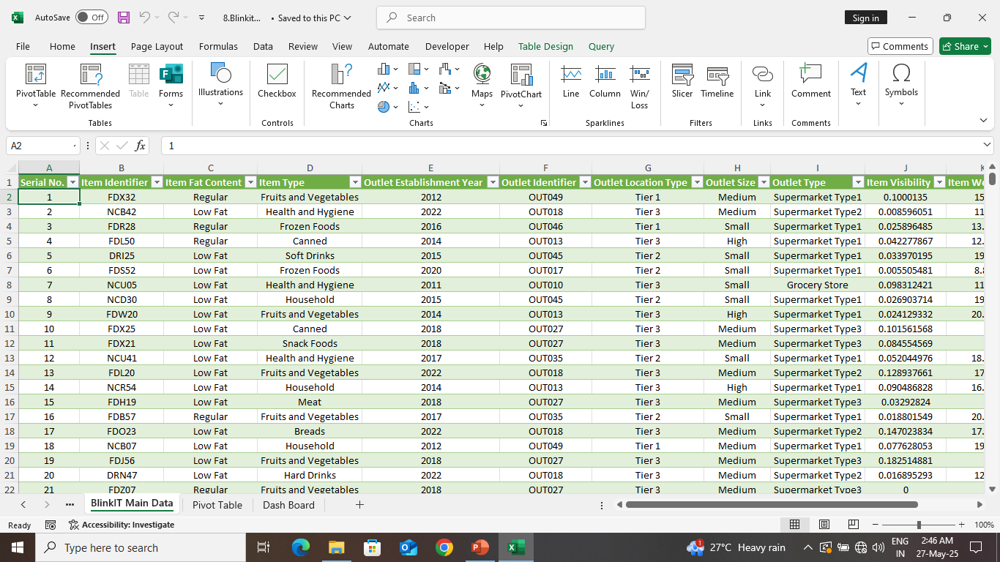 AutoSave Off 8.Blinkit... • Saved to this PC Search Sign in
File Home Insert Page Layout Formulas Data Review View Automate Developer Help Table Design Query Comments Share
PivotTable Recommended PivotTables Table Forms Illustrations Checkbox Recommended Charts Maps PivotChart Line Column Win/ Loss Slicer Timeline Link Comment Text Symbols
Tables Controls Charts Sparklines Filters Links Comments
A2 fx 1
A B C D E F G H I J K
1 Serial No. Item Identifier Item Fat Content Item Type Outlet Establishment Year Outlet Identifier Outlet Location Type Outlet Size Outlet Type Item Visibility Item We
2 1 FDX32 Regular Fruits and Vegetables 2012 OUT049 Tier 1 Medium Supermarket Type1 0.1000135 15
3 2 NCB42 Low Fat Health and Hygiene 2022 OUT018 Tier 3 Medium Supermarket Type2 0.008596051 11
4 3 FDR28 Regular Frozen Foods 2016 OUT046 Tier 1 Small Supermarket Type1 0.025896485 13.
5 4 FDL50 Regular Canned 2014 OUT013 Tier 3 High Supermarket Type1 0.042277867 12.
6 5 DRI25 Low Fat Soft Drinks 2015 OUT045 Tier 2 Small Supermarket Type1 0.033970195 19
7 6 FDS52 Low Fat Frozen Foods 2020 OUT017 Tier 2 Small Supermarket Type1 0.005505481 8.8
8 7 NCU05 Low Fat Health and Hygiene 2011 OUT010 Tier 3 Small Grocery Store 0.098312421 11
9 8 NCD30 Low Fat Household 2015 OUT045 Tier 2 Small Supermarket Type1 0.026903714 19
10 9 FDW20 Low Fat Fruits and Vegetables 2014 OUT013 Tier 3 High Supermarket Type1 0.024129332 20.
11 10 FDX25 Low Fat Canned 2018 OUT027 Tier 3 Medium Supermarket Type3 0.101561568
12 11 FDX21 Low Fat Snack Foods 2018 OUT027 Tier 3 Medium Supermarket Type3 0.084554569
13 12 NCU41 Low Fat Health and Hygiene 2017 OUT035 Tier 2 Small Supermarket Type1 0.052044976 18.
14 13 FDL20 Low Fat Fruits and Vegetables 2022 OUT018 Tier 3 Medium Supermarket Type2 0.128937661 17
15 14 NCR54 Low Fat Household 2014 OUT013 Tier 3 High Supermarket Type1 0.090486828 16.
16 15 FDH19 Low Fat Meat 2018 OUT027 Tier 3 Medium Supermarket Type3 0.03292824
17 16 FDB57 Regular Fruits and Vegetables 2017 OUT035 Tier 2 Small Supermarket Type1 0.018801549 20.
18 17 FDO23 Low Fat Breads 2022 OUT018 Tier 3 Medium Supermarket Type2 0.147023834 17.
19 18 NCB07 Low Fat Household 2012 OUT049 Tier 1 Medium Supermarket Type1 0.077628053 19
20 19 FDJ56 Low Fat Fruits and Vegetables 2018 OUT027 Tier 3 Medium Supermarket Type3 0.182514881
21 20 DRN47 Low Fat Hard Drinks 2022 OUT018 Tier 3 Medium Supermarket Type2 0.016895293 12
22 21 FDZ07 Regular Fruits and Vegetables 2018 OUT027 Tier 3 Medium Supermarket Type3 0
BlinkIT Main Data Pivot Table Dash Board
Ready Accessibility: Investigate 100%
Type here to search 1 27°C Heavy rain ENG IN 2:46 AM 27-May-25